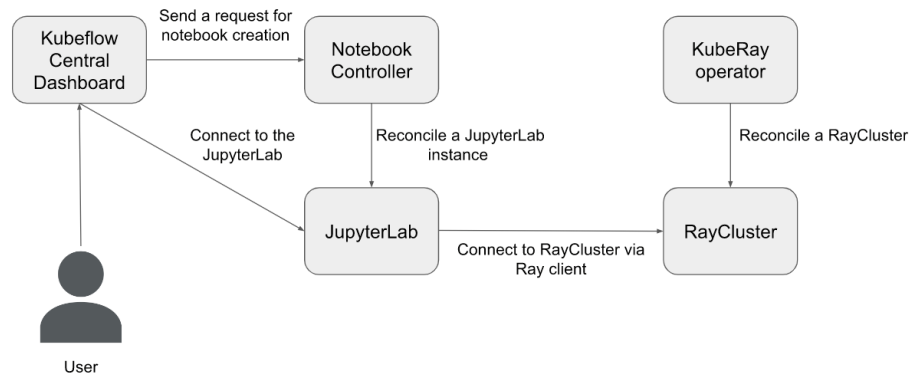 Send a request for
notebook creation
Kubeflow
Central
Dashboard
Notebook
Controller
KubeRay
operator
Connect to the
JupyterLab
Reconcile a JupyterLab
instance
Reconcile a RayCluster
JupyterLab
RayCluster
Connect to RayCluster via
Ray client
User